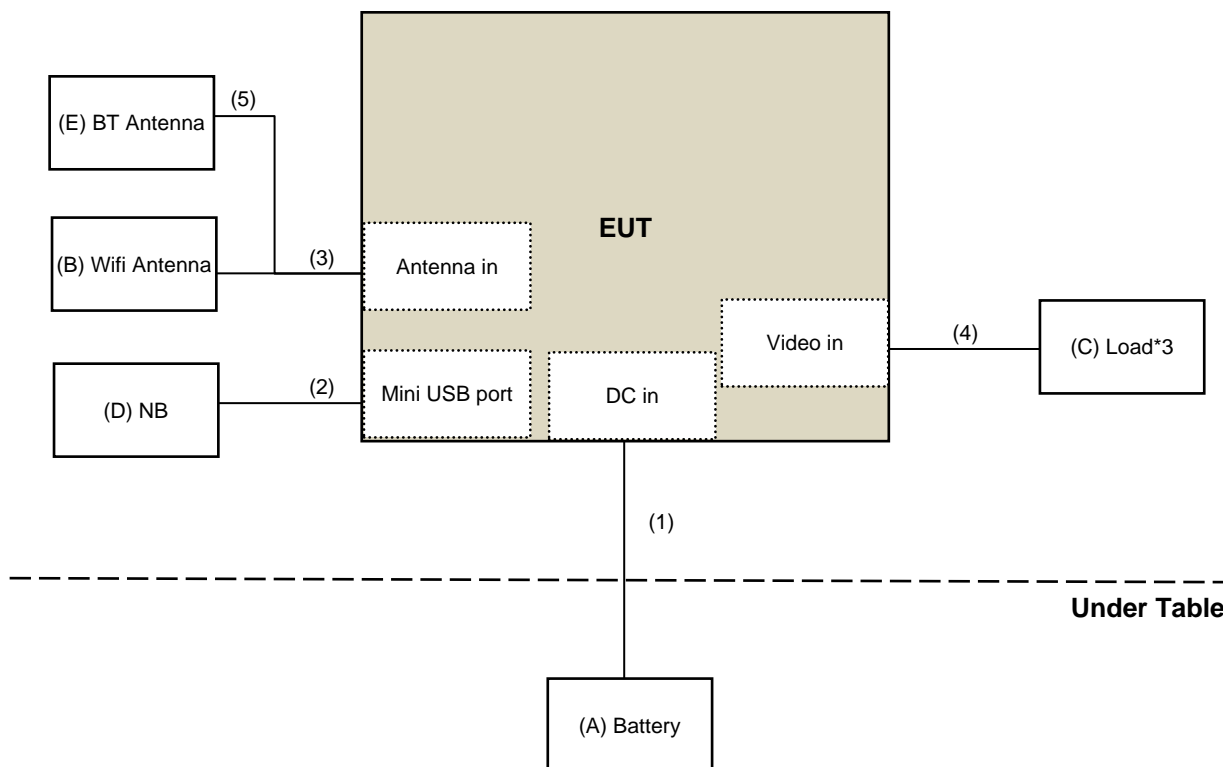 (5)
(E) BT Antenna
EUT
(B) Wifi Antenna
(3)
Antenna in
Video in
(4)
(C) Load*3
(D) NB
(2)
Mini USB port
DC in
(1)
Under Table
(A) Battery